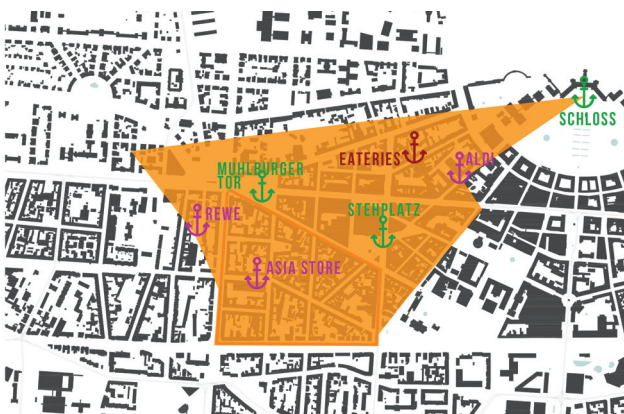 SCHLOSS
EATERIES
ALDI
MUHLBURGER
TOR
REWE
STEHPLATZ
ASIA STORE